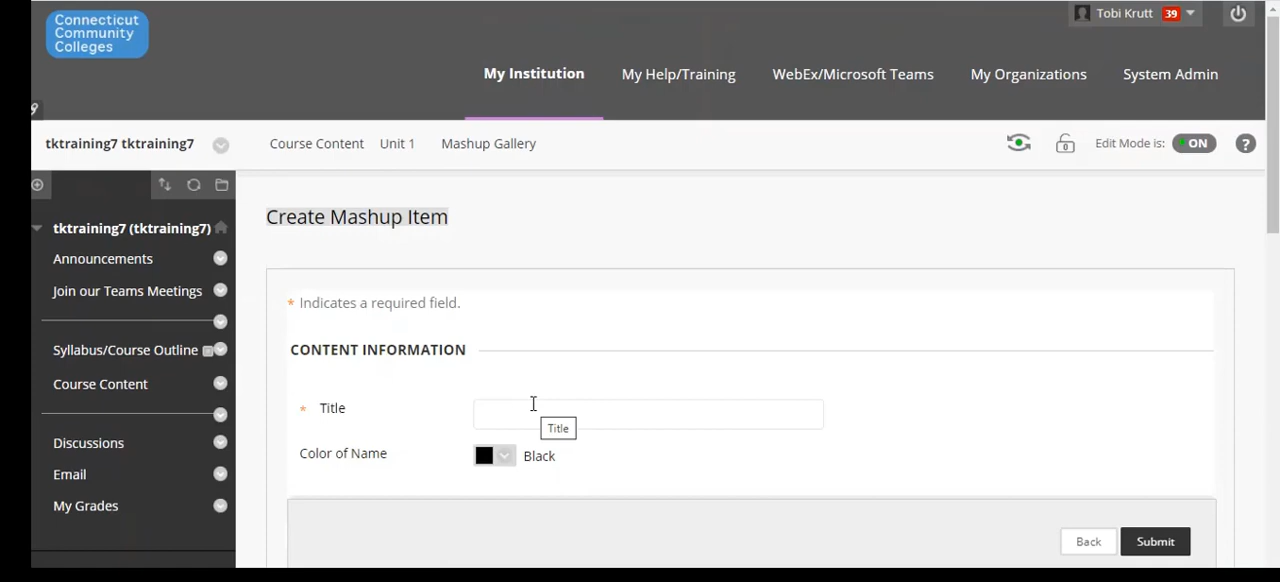 Connecticut
Community
Colleges
Tobi Krutt 39
My Institution My Help/Training WebEx/Microsoft Teams My Organizations System Admin
9
tktraining7 tktraining7 Course Content Unit 1 Mashup Gallery Edit Mode is: ON ?
tktraining7 (tktraining7)
Announcements
Join our Teams Meetings
Syllabus/Course Outline
Course Content
Discussions
Email
My Grades
Create Mashup Item
* Indicates a required field.
CONTENT INFORMATION
* Title
Title
Color of Name Black
Back Submit